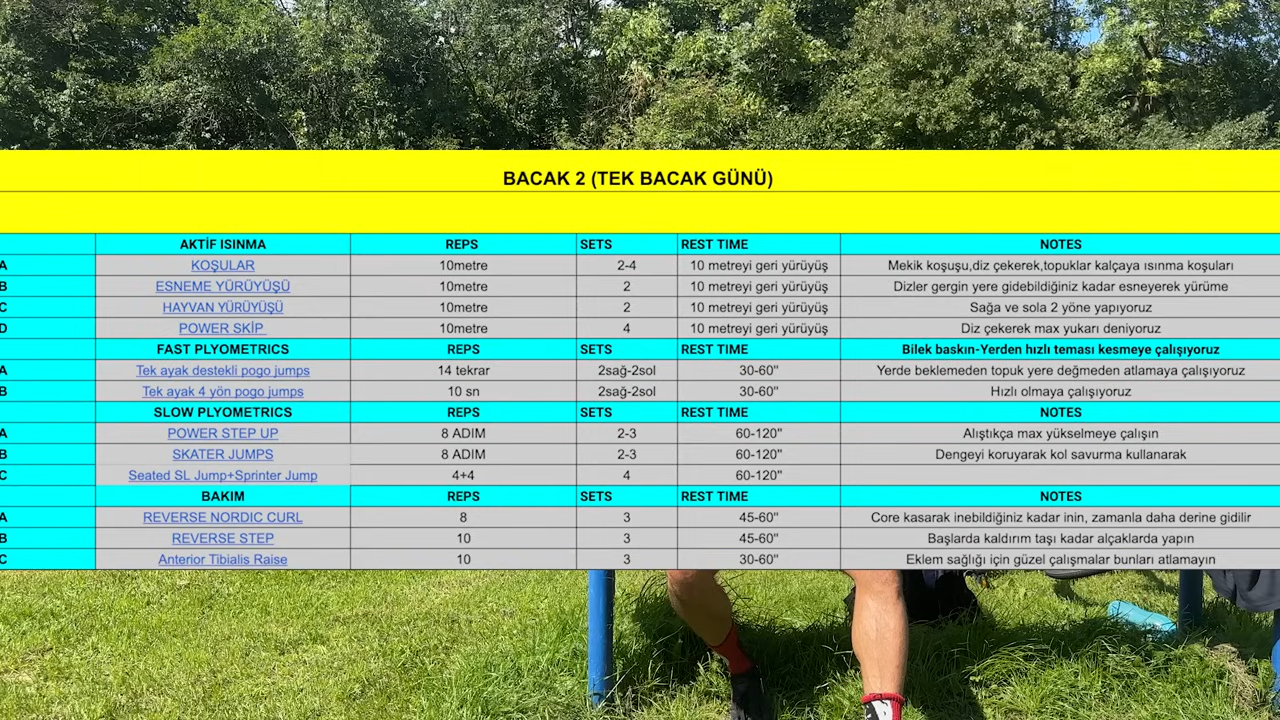 BACAK 2 (TEK BACAK GÜNÜ)
AKTİF ISINMA REPS SETS REST TIME NOTES
A KOŞULAR 10metre 2-4 10 metreyi geri yürüyüş Mekik koşuşu,diz çekerek,topuklar kalçaya ısınma koşuları
B ESNEME YÜRÜYÜŞÜ 10metre 2 10 metreyi geri yürüyüş Dizler gergin yere gidebildiğiniz kadar esneyerek yürüme
C HAYVAN YÜRÜYÜŞÜ 10metre 2 10 metreyi geri yürüyüş Sağa ve sola 2 yöne yapıyoruz
D POWER SKİP 10metre 4 10 metreyi geri yürüyüş Diz çekerek max yukarı deniyoruz
FAST PLYOMETRICS REPS SETS REST TIME Bilek baskın-Yerden hızlı teması kesmeye çalışıyoruz
A Tek ayak destekli pogo jumps 14 tekrar 2sağ-2sol 30-60" Yerde beklemeden topuk yere değmeden atlamaya çalışıyoruz
B Tek ayak 4 yön pogo jumps 10 sn 2sağ-2sol 30-60" Hızlı olmaya çalışıyoruz
SLOW PLYOMETRICS REPS SETS REST TIME NOTES
A POWER STEP UP 8 ADIM 2-3 60-120" Alıştıkça max yükselmeye çalışın
B SKATER JUMPS 8 ADIM 2-3 60-120" Dengeyi koruyarak kol savurma kullanarak
C Seated SL Jump+Sprinter Jump 4+4 4 60-120"
BAKIM REPS SETS REST TIME NOTES
A REVERSE NORDIC CURL 8 3 45-60" Core kasarak inebildiğiniz kadar inin, zamanla daha derine gidilir
B REVERSE STEP 10 3 45-60" Başlarda kaldırım taşı kadar alçaklarda yapın
C Anterior Tibialis Raise 10 3 30-60" Eklem sağlığı için güzel çalışmalar bunları atlamayın